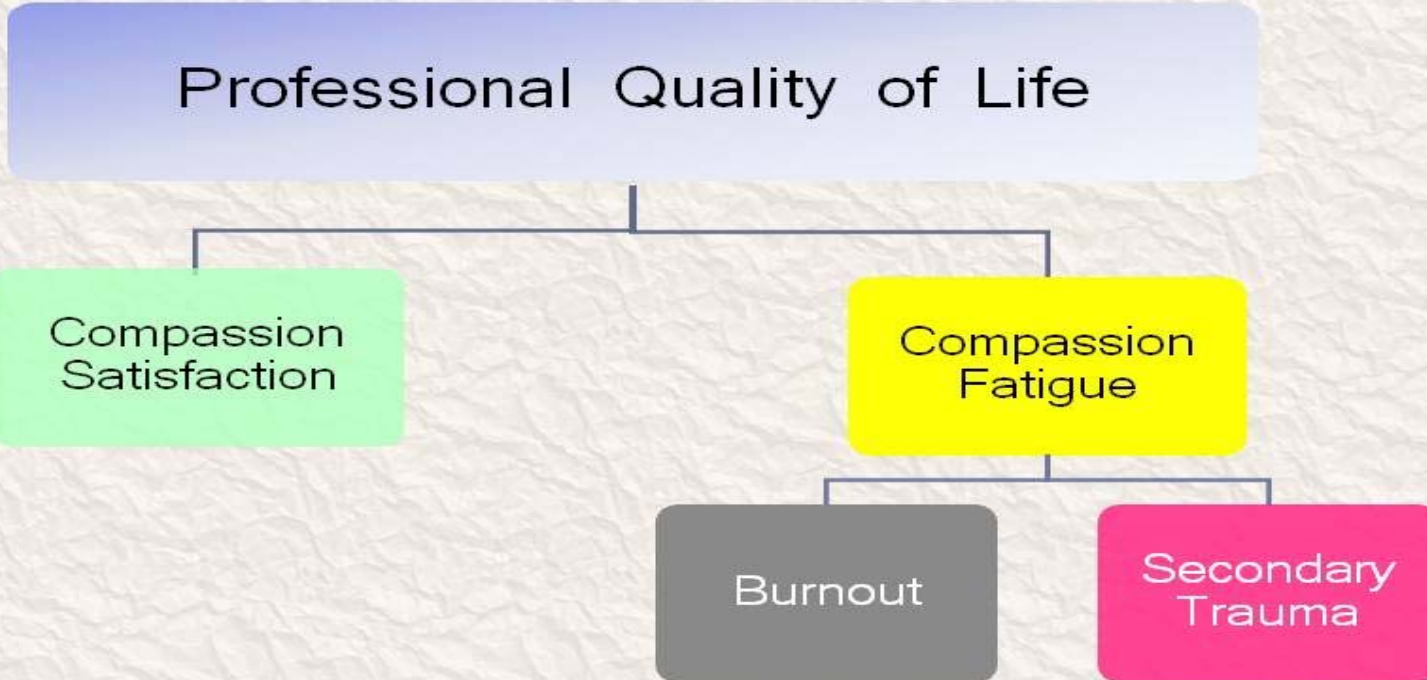 Professional Quality of Life
Compassion
Satisfaction
Compassion
Fatigue
Burnout
Secondary
Trauma